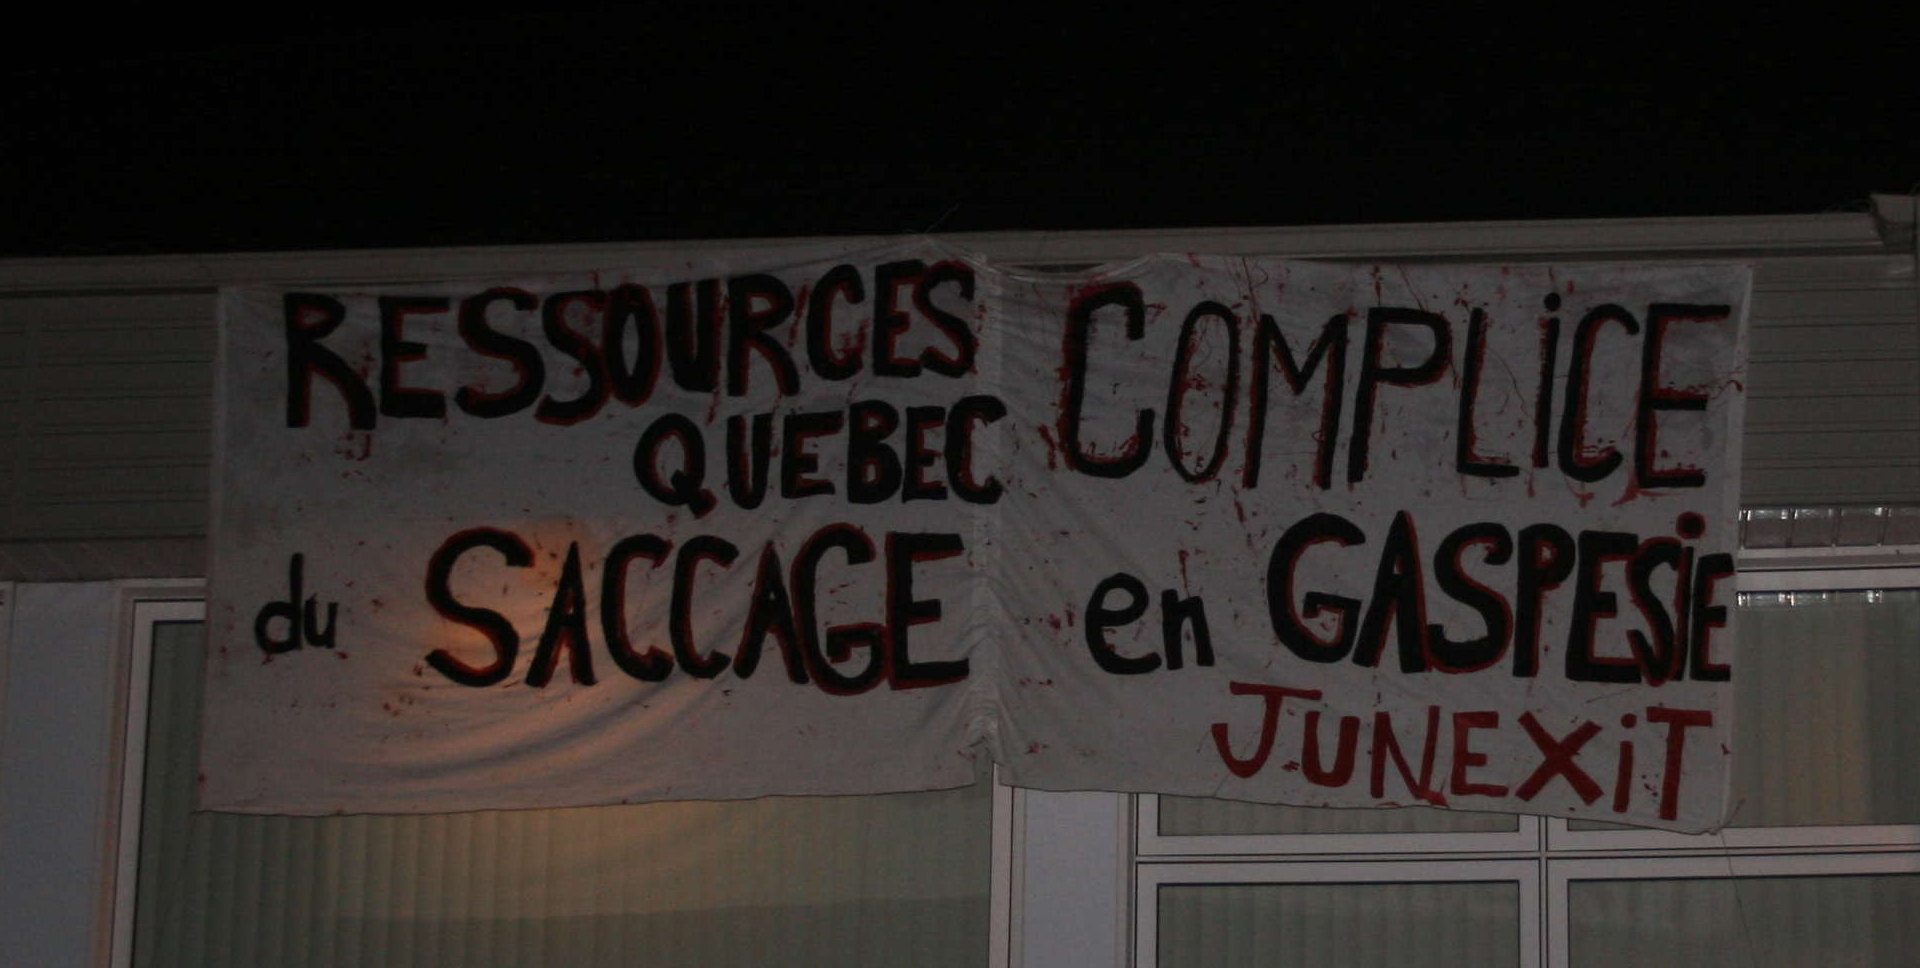 RESSOURCES COMPLiCE
QUEBEC
du SACCAGE en GASPESiE
JUNEXiT